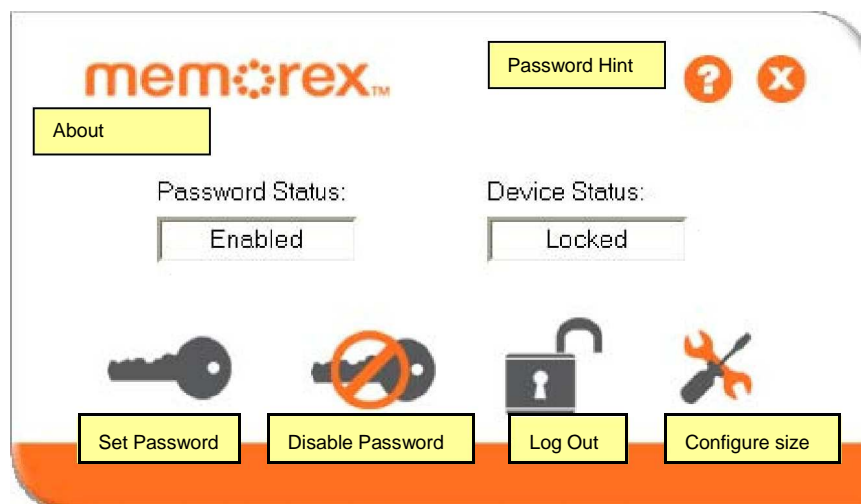 memorex™
Password Hint
?
X
About
Password Status:
Device Status:
Enabled
Locked
Set Password
Disable Password
Log Out
Configure size